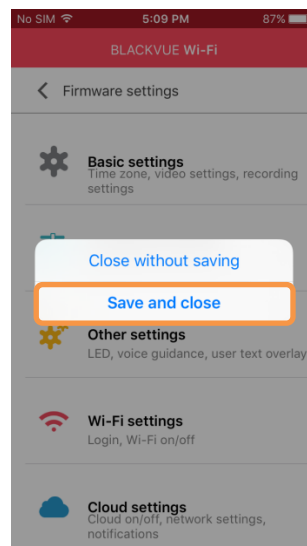 No SIM 5:09 PM 87%
BLACKVUE Wi-Fi
Firmware settings
Basic settings
Time zone, video settings, recording
settings
Close without saving
Save and close
Other settings
LED, voice guidance, user text overlay
Wi-Fi settings
Login, Wi-Fi on/off
Cloud settings
Cloud on/off, network settings,
notifications